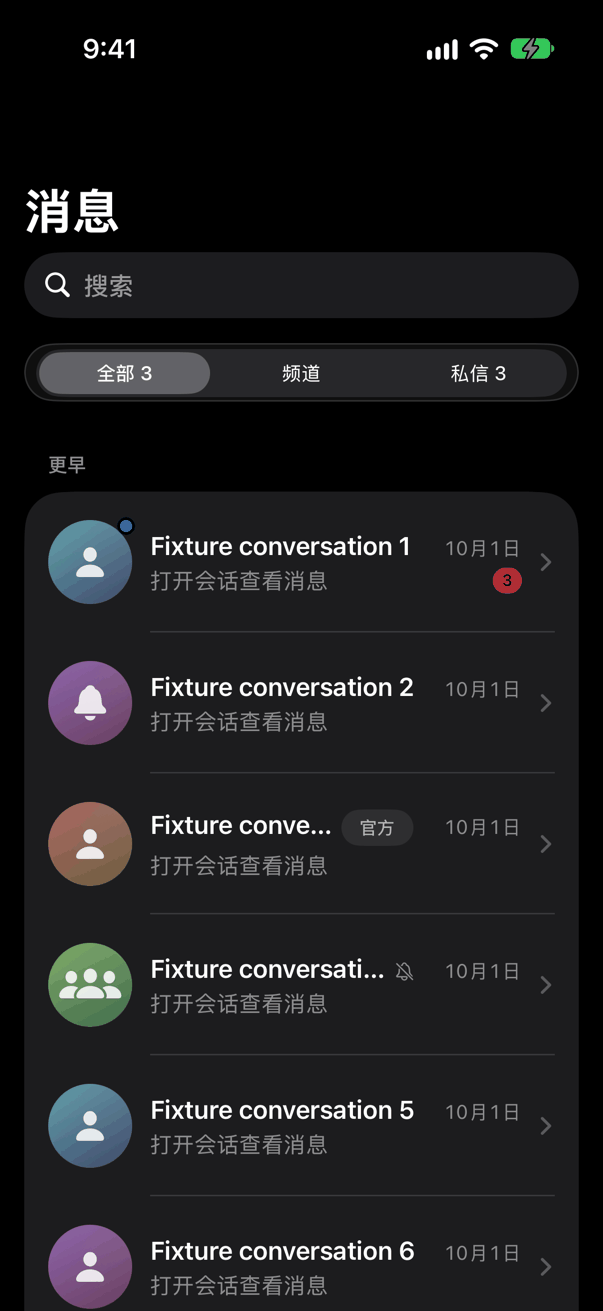 9:41
消息
搜索
全部 3 频道 私信 3
更早
Fixture conversation 1 10月1日
打开会话查看消息 3
Fixture conversation 2 10月1日
打开会话查看消息
Fixture conve... 官方 10月1日
打开会话查看消息
Fixture conversati... 10月1日
打开会话查看消息
Fixture conversation 5 10月1日
打开会话查看消息
Fixture conversation 6 10月1日
打开会话查看消息